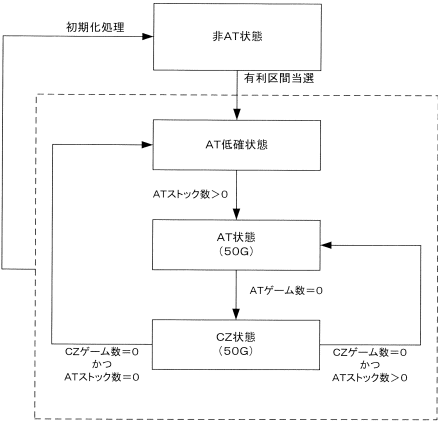 初期化処理
非AT状態
有利区間当選
AT低確状態
ATストック数>0
AT状態
(50G)
ATゲーム数=0
CZ状態
(50G)
CZゲーム数=0
かつ
ATストック数=0
CZゲーム数=0
かつ
ATストック数>0